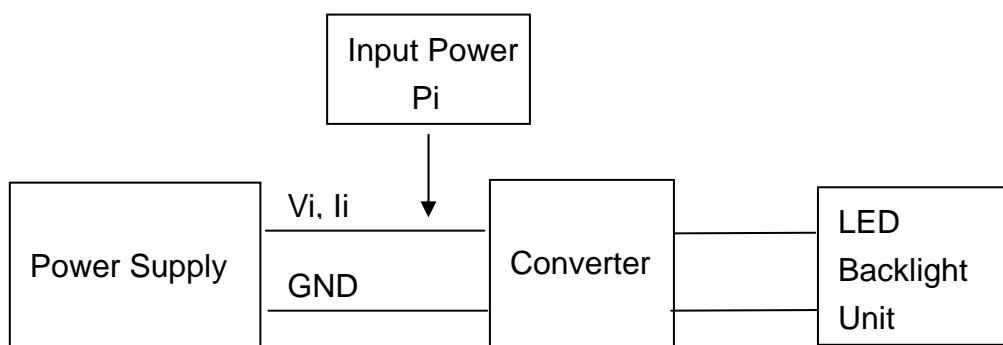 Input Power
Pi
Vi, Ii
Power Supply
GND
Converter
LED
Backlight
Unit